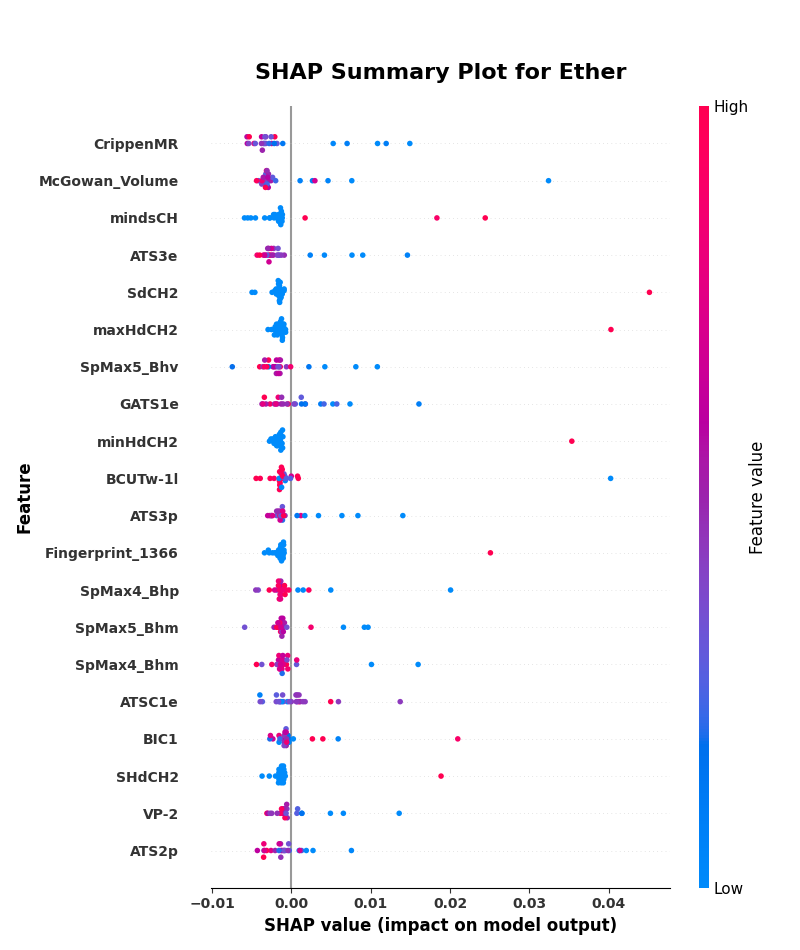 SHAP Summary Plot for Ether
High
CrippenMR
McGowan_Volume
mindsCH
ATS3e
SdCH2
maxHdCH2
SpMax5_Bhv
GATS1e
minHdCH2
BCUTw-1l
ATS3p
Fingerprint_1366
SpMax4_Bhp
SpMax5_Bhm
SpMax4_Bhm
ATSC1e
BIC1
SHdCH2
VP-2
ATS2p
Feature
Feature value
Low
−0.01 0.00 0.01 0.02 0.03 0.04
SHAP value (impact on model output)